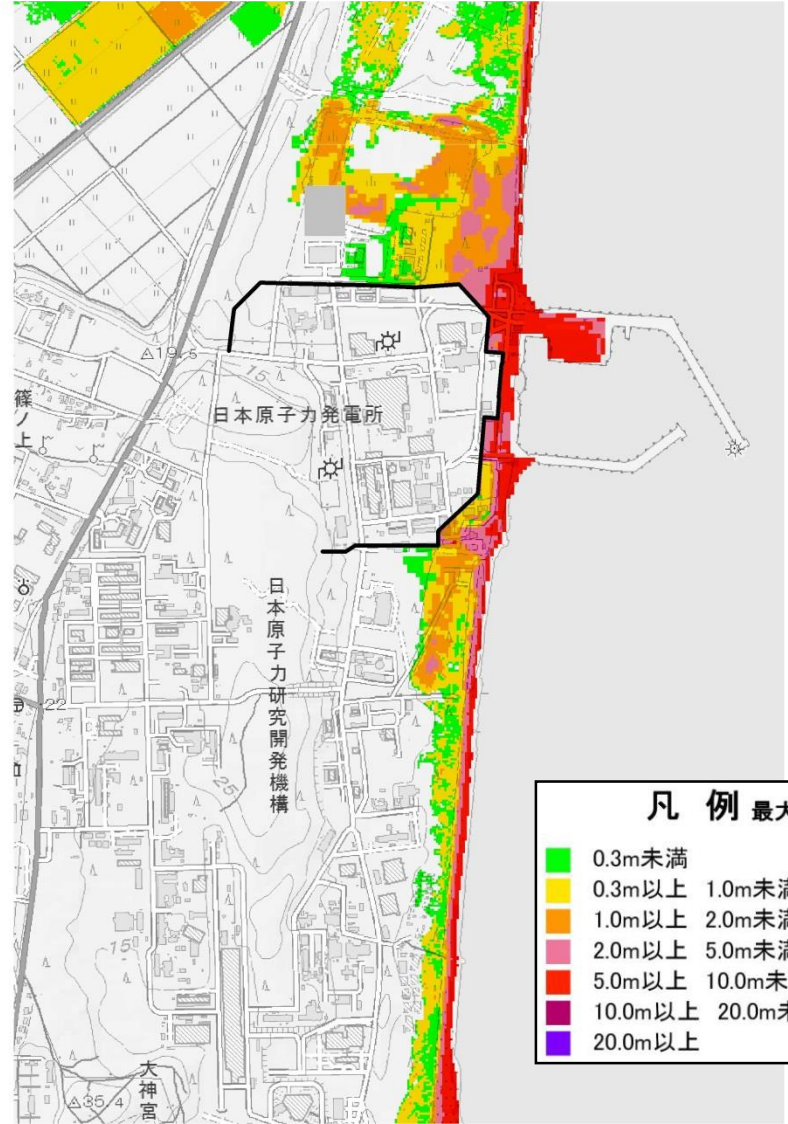 △19.5
15
篠ノ上
日本原子力発電所
日本原子力研究開発機構
22
25
15
大神宮
△35.4
凡 例 最大
0.3m未満
0.3m以上 1.0m未満
1.0m以上 2.0m未満
2.0m以上 5.0m未満
5.0m以上 10.0m未
10.0m以上 20.0m未
20.0m以上